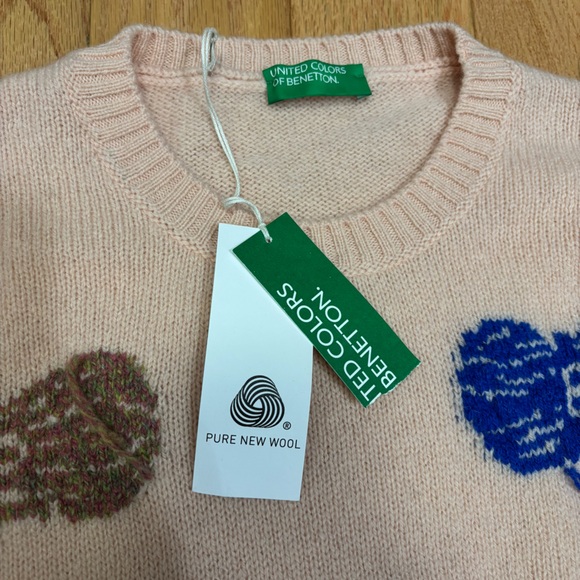 UNITED COLORS
OF BENETTON.
TED COLORS
BENETTON.
PURE NEW WOOL
®